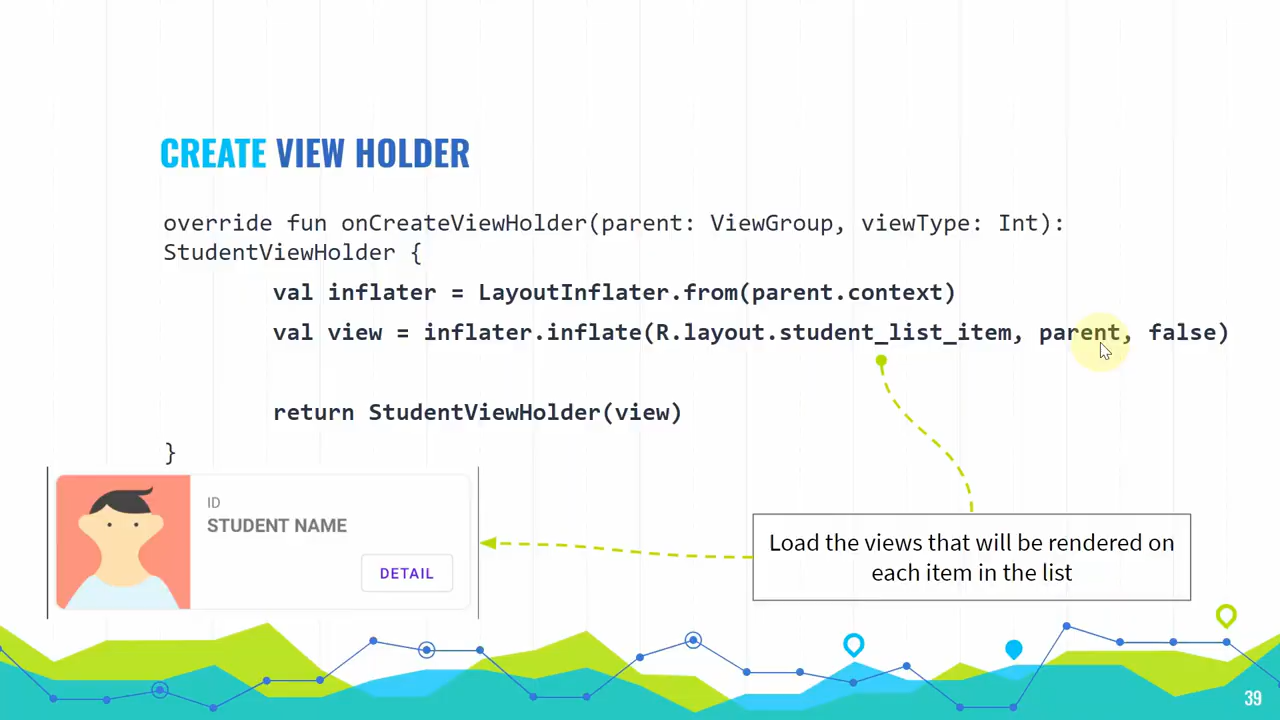 CREATE VIEW HOLDER
override fun onCreateViewHolder(parent: ViewGroup, viewType: Int):
StudentViewHolder {
val inflater = LayoutInflater.from(parent.context)
val view = inflater.inflate(R.layout.student_list_item, parent, false)
return StudentViewHolder(view)
}
ID
STUDENT NAME
DETAIL
Load the views that will be rendered on
each item in the list
39